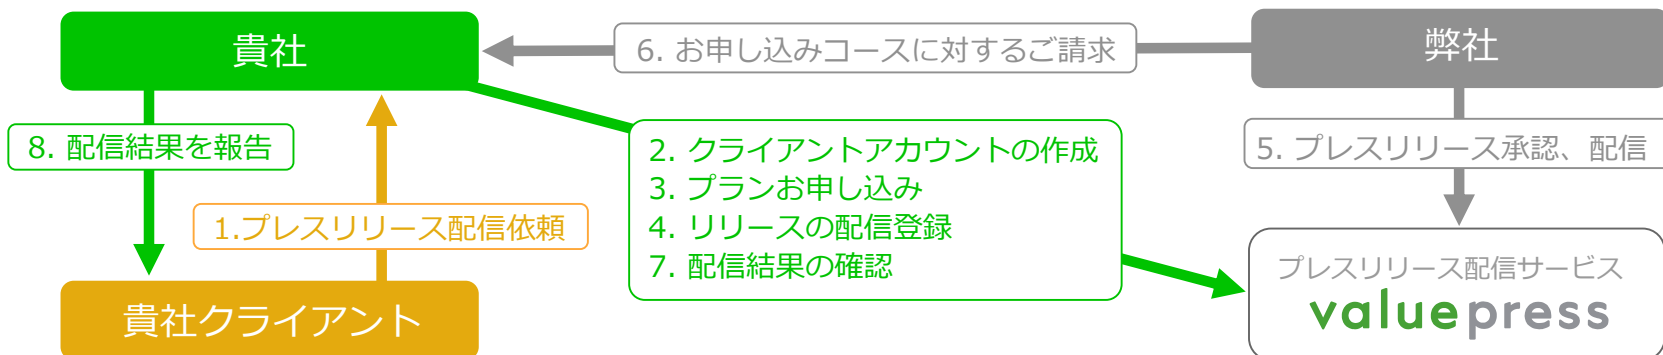 貴社
6. お申し込みコースに対するご請求
弊社
8. 配信結果を報告
2. クライアントアカウントの作成
3. プランお申し込み
4. リリースの配信登録
7. 配信結果の確認
5. プレスリリース承認、配信
1.プレスリリース配信依頼
プレスリリース配信サービス
valuepress
貴社クライアント